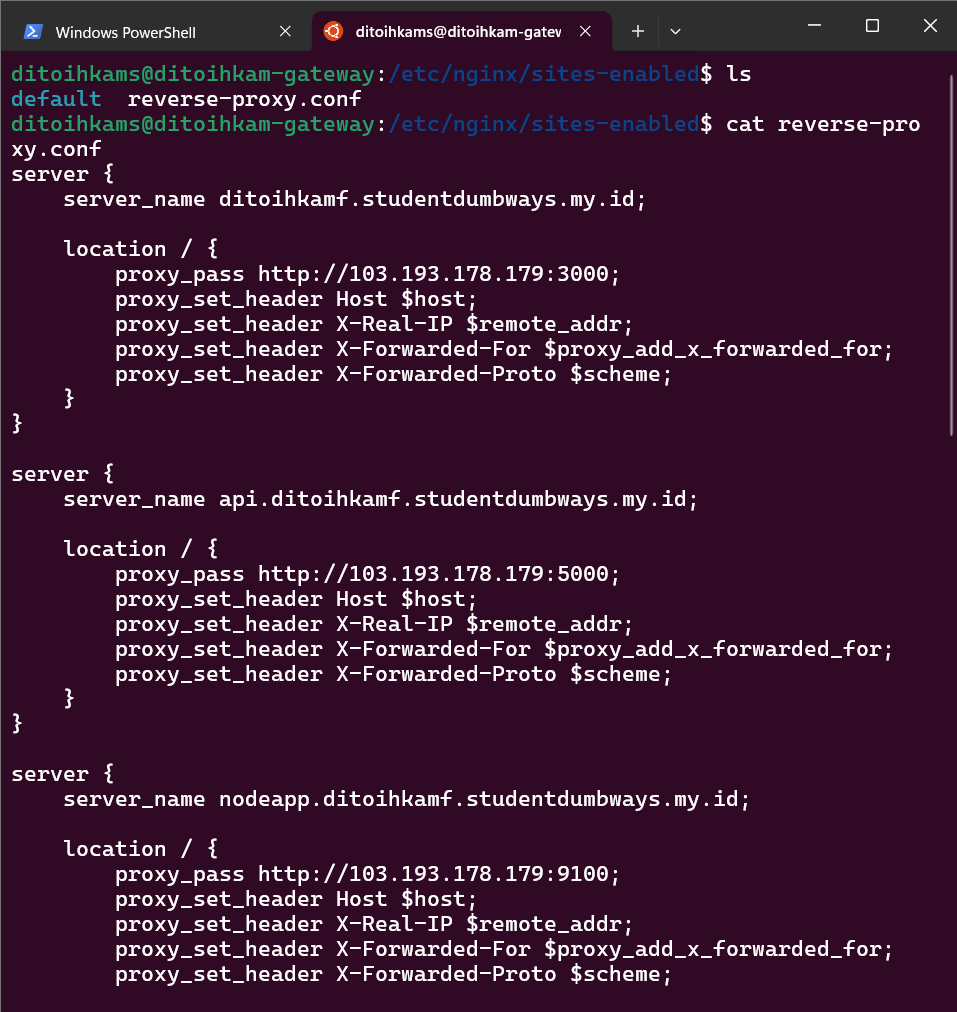 Windows PowerShell
ditoihkams@ditoihkam-gatew
ditoihkams@ditoihkam-gateway:/etc/nginx/sites-enabled$ ls
default  reverse-proxy.conf
ditoihkams@ditoihkam-gateway:/etc/nginx/sites-enabled$ cat reverse-pro
xy.conf
server {
    server_name ditoihkamf.studentdumbways.my.id;

    location / {
        proxy_pass http://103.193.178.179:3000;
        proxy_set_header Host $host;
        proxy_set_header X-Real-IP $remote_addr;
        proxy_set_header X-Forwarded-For $proxy_add_x_forwarded_for;
        proxy_set_header X-Forwarded-Proto $scheme;
    }
}

server {
    server_name api.ditoihkamf.studentdumbways.my.id;

    location / {
        proxy_pass http://103.193.178.179:5000;
        proxy_set_header Host $host;
        proxy_set_header X-Real-IP $remote_addr;
        proxy_set_header X-Forwarded-For $proxy_add_x_forwarded_for;
        proxy_set_header X-Forwarded-Proto $scheme;
    }
}

server {
    server_name nodeapp.ditoihkamf.studentdumbways.my.id;

    location / {
        proxy_pass http://103.193.178.179:9100;
        proxy_set_header Host $host;
        proxy_set_header X-Real-IP $remote_addr;
        proxy_set_header X-Forwarded-For $proxy_add_x_forwarded_for;
        proxy_set_header X-Forwarded-Proto $scheme;